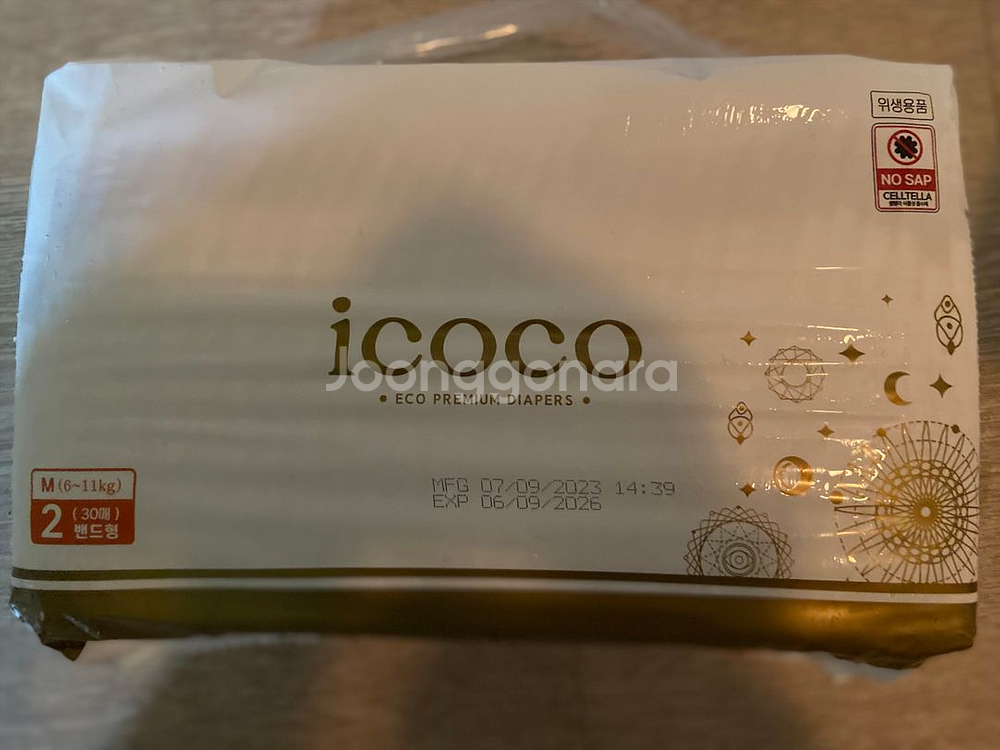 위생용품
NO SAP
CELLTELLA
icoco
Joonggonara
• ECO PREMIUM DIAPERS •
M (6~11kg)
2 (30매)
밴드형
MFG 07/09/2023 14:39
EXP 06/09/2026